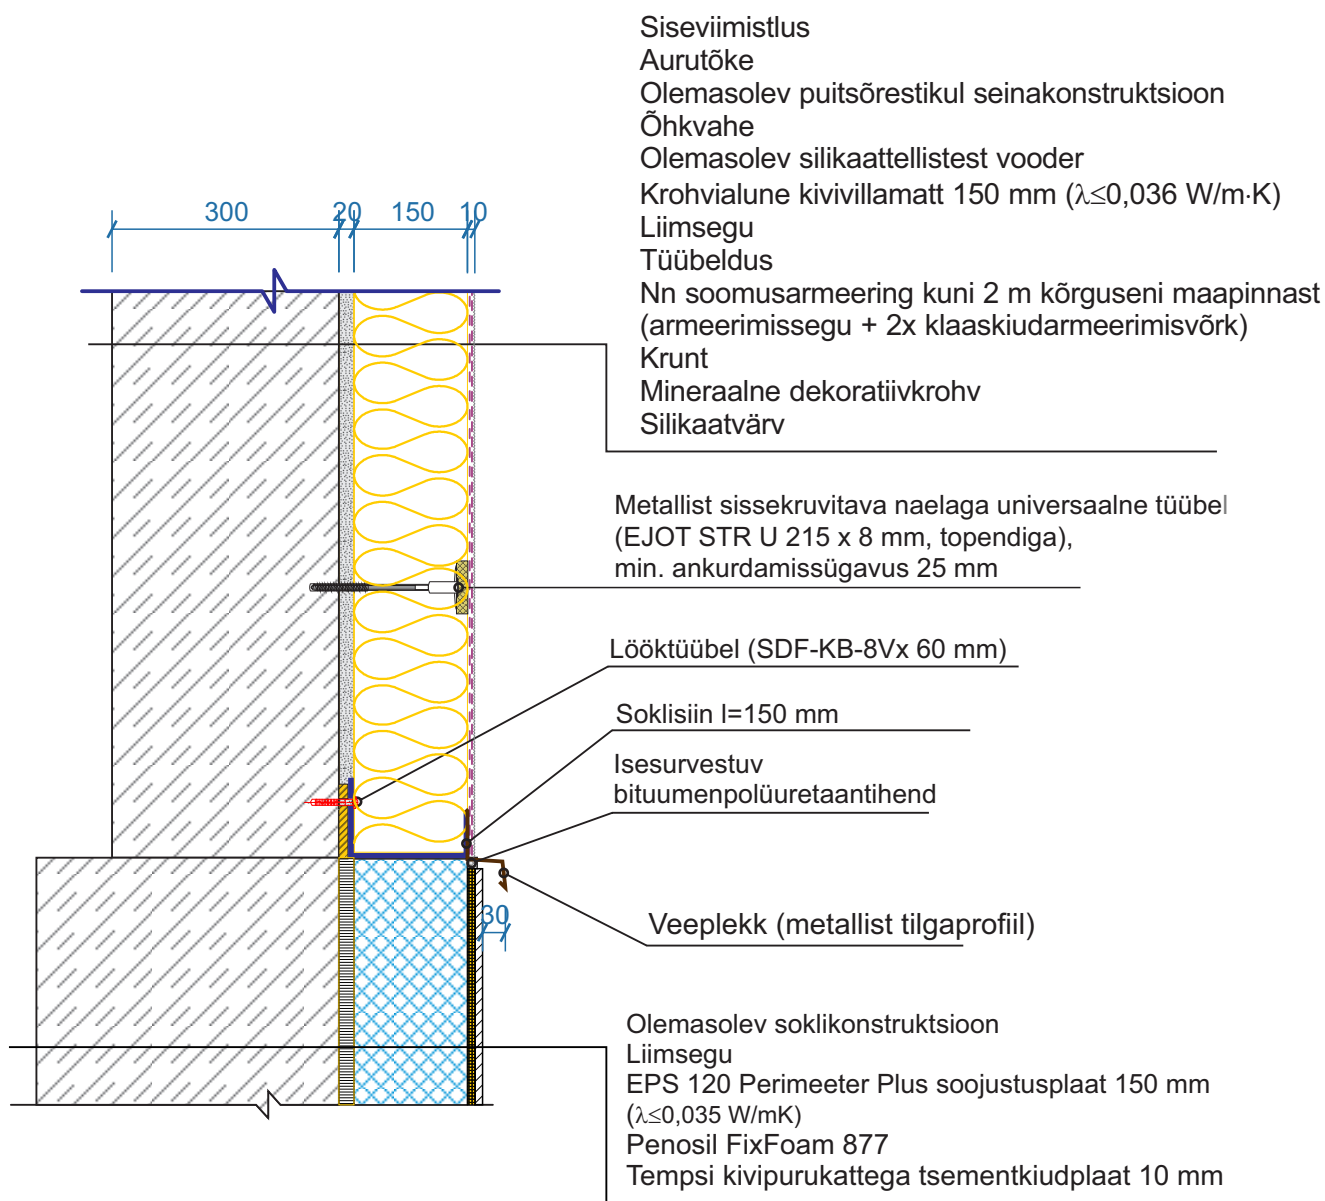 Siseviimistlus
Aurutõke
Olemasolev puitsõrestikul seinakonstruktsioon
Õhkvahe
Olemasolev silikaattellistest vooder
Krohvialune kivivillamatt 150 mm (λ≤0,036 W/m·K)
Liimsegu
Tüübeldus
Nn soomusarmeering kuni 2 m kõrguseni maapinnast
(armeerimissegu + 2x klaaskiudarmeerimisvõrk)
Krunt
Mineraalne dekoratiivkrohv
Silikaatvärv
300 20 150 10
Metallist sissekruvitava naelaga universaalne tüübel
(EJOT STR U 215 x 8 mm, topendiga),
min. ankurdamissügavus 25 mm
Lööktüübel (SDF-KB-8Vx 60 mm)
Soklisiin l=150 mm
Isesurvestuv
bituumenpolüuretaantihend
30
Veeplekk (metallist tilgaprofiil)
Olemasolev soklikonstruktsioon
Liimsegu
EPS 120 Perimeeter Plus soojustusplaat 150 mm
(λ≤0,035 W/mK)
Penosil FixFoam 877
Tempsi kivipurukattega tsementkiudplaat 10 mm